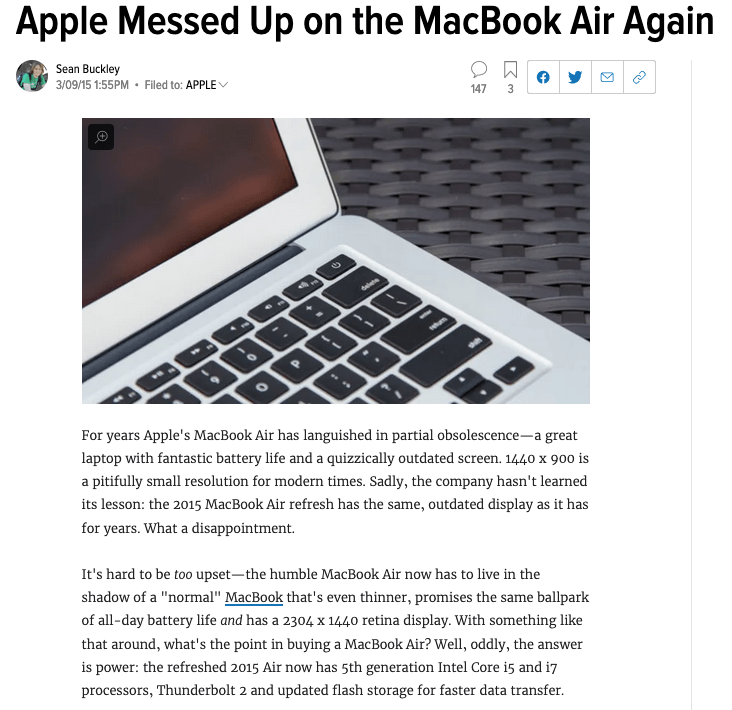 Apple Messed Up on the MacBook Air Again
Sean Buckley
3/09/15 1:55PM • Filed to: APPLE
147
3
delete
enter
return
shift
For years Apple's MacBook Air has languished in partial obsolescence—a great
laptop with fantastic battery life and a quizzically outdated screen. 1440 x 900 is
a pitifully small resolution for modern times. Sadly, the company hasn't learned
its lesson: the 2015 MacBook Air refresh has the same, outdated display as it has
for years. What a disappointment.
It's hard to be too upset—the humble MacBook Air now has to live in the
shadow of a "normal" MacBook that's even thinner, promises the same ballpark
of all-day battery life and has a 2304 x 1440 retina display. With something like
that around, what's the point in buying a MacBook Air? Well, oddly, the answer
is power: the refreshed 2015 Air now has 5th generation Intel Core i5 and i7
processors, Thunderbolt 2 and updated flash storage for faster data transfer.